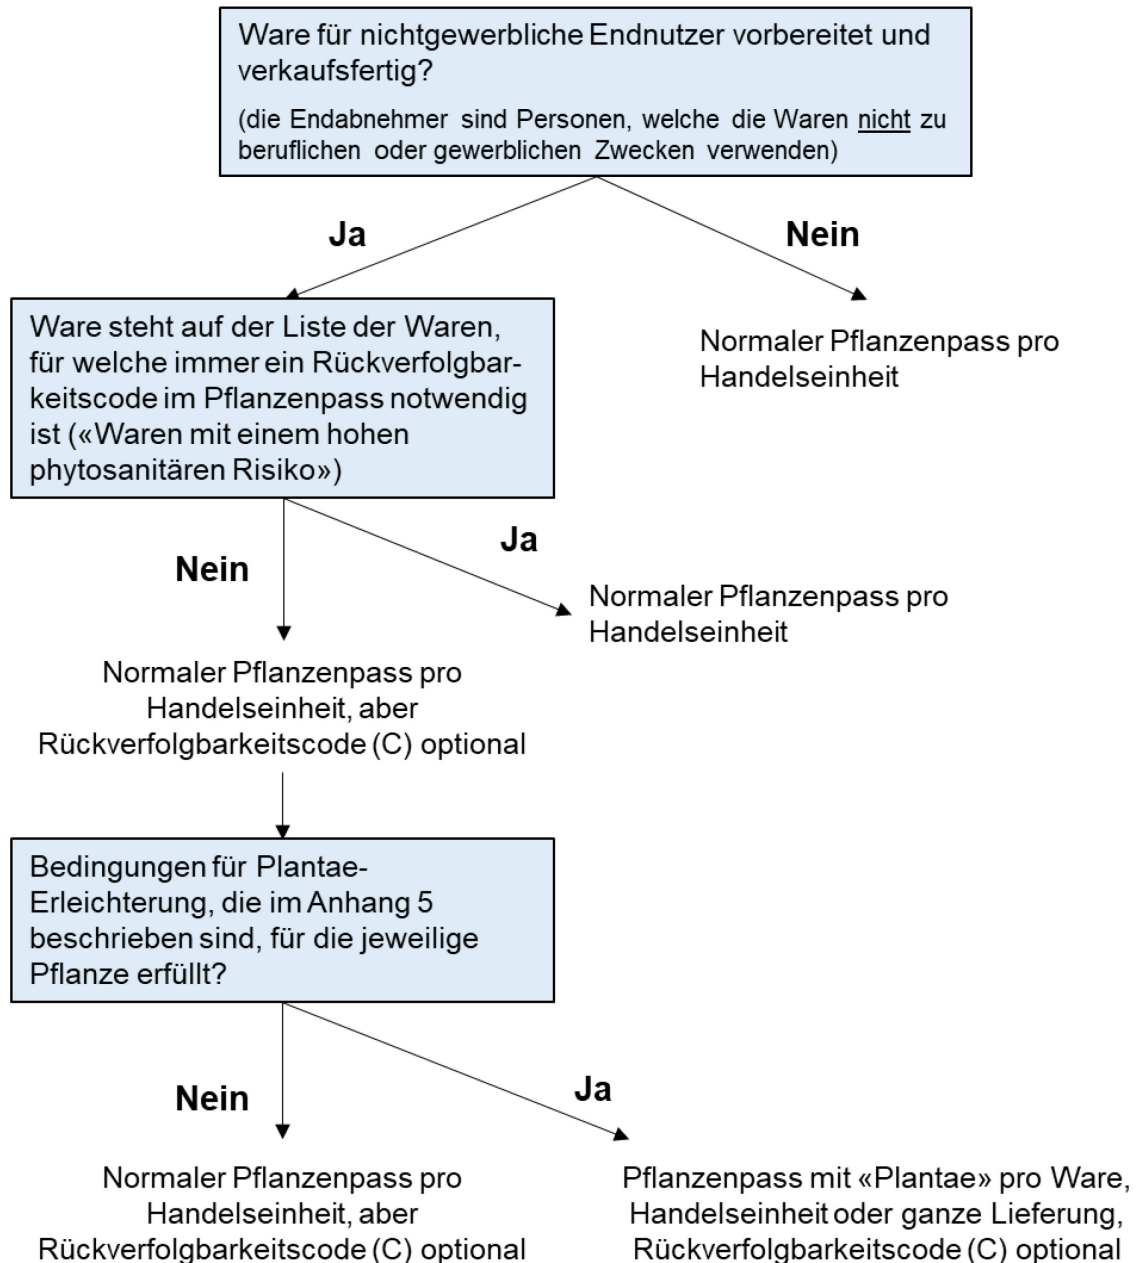 Ware für nichtgewerbliche Endnutzer vorbereitet und
verkaufsfertig?
(die Endabnehmer sind Personen, welche die Waren nicht zu
beruflichen oder gewerblichen Zwecken verwenden)
Ja
Nein
Ware steht auf der Liste der Waren,
für welche immer ein Rückverfolgbar-
keitscode im Pflanzenpass notwendig
ist («Waren mit einem hohen
phytosanitären Risiko»)
Normaler Pflanzenpass pro
Handelseinheit
Nein
Ja
Normaler Pflanzenpass pro
Handelseinheit
Normaler Pflanzenpass pro
Handelseinheit, aber
Rückverfolgbarkeitscode (C) optional
Bedingungen für Plantae-
Erleichterung, die im Anhang 5
beschrieben sind, für die jeweilige
Pflanze erfüllt?
Nein
Ja
Normaler Pflanzenpass pro
Handelseinheit, aber
Rückverfolgbarkeitscode (C) optional
Pflanzenpass mit «Plantae» pro Ware,
Handelseinheit oder ganze Lieferung,
Rückverfolgbarkeitscode (C) optional